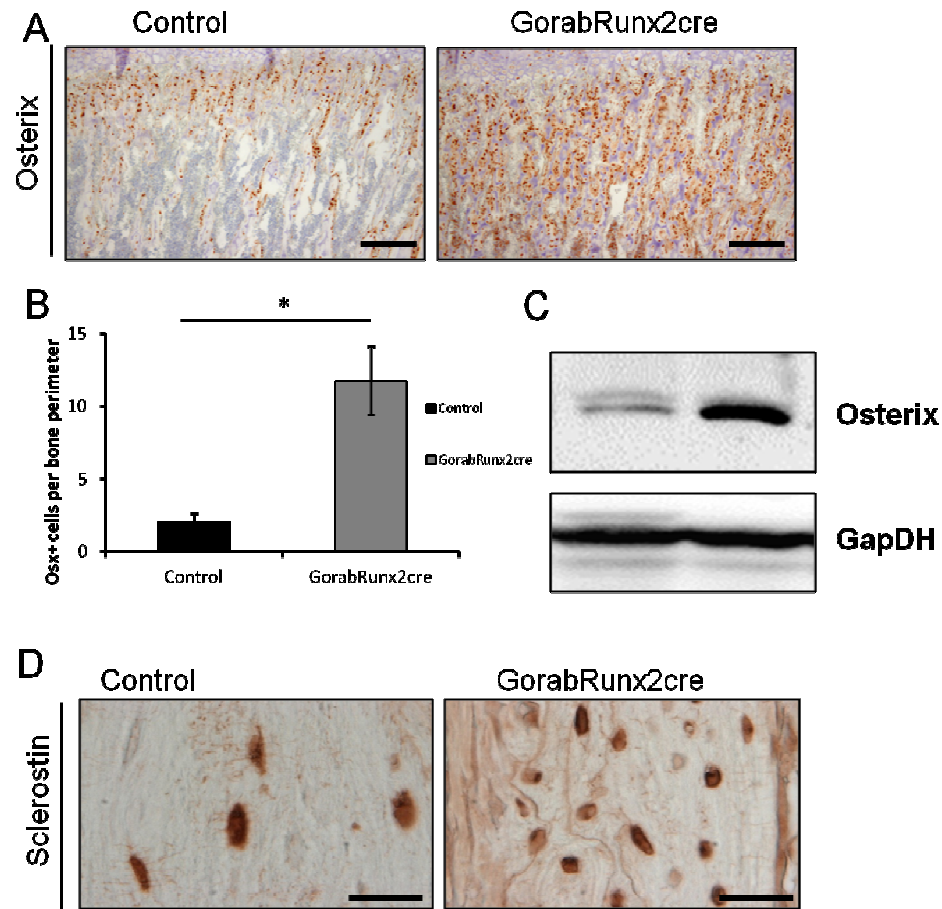 A
Control
GorabRunx2cre
Osterix
B
*
15
10
5
0
Osx+ cells per bone perimeter
Control
GorabRunx2cre
Control
GorabRunx2cre
C
Osterix
GapDH
D
Control
GorabRunx2cre
Sclerostin